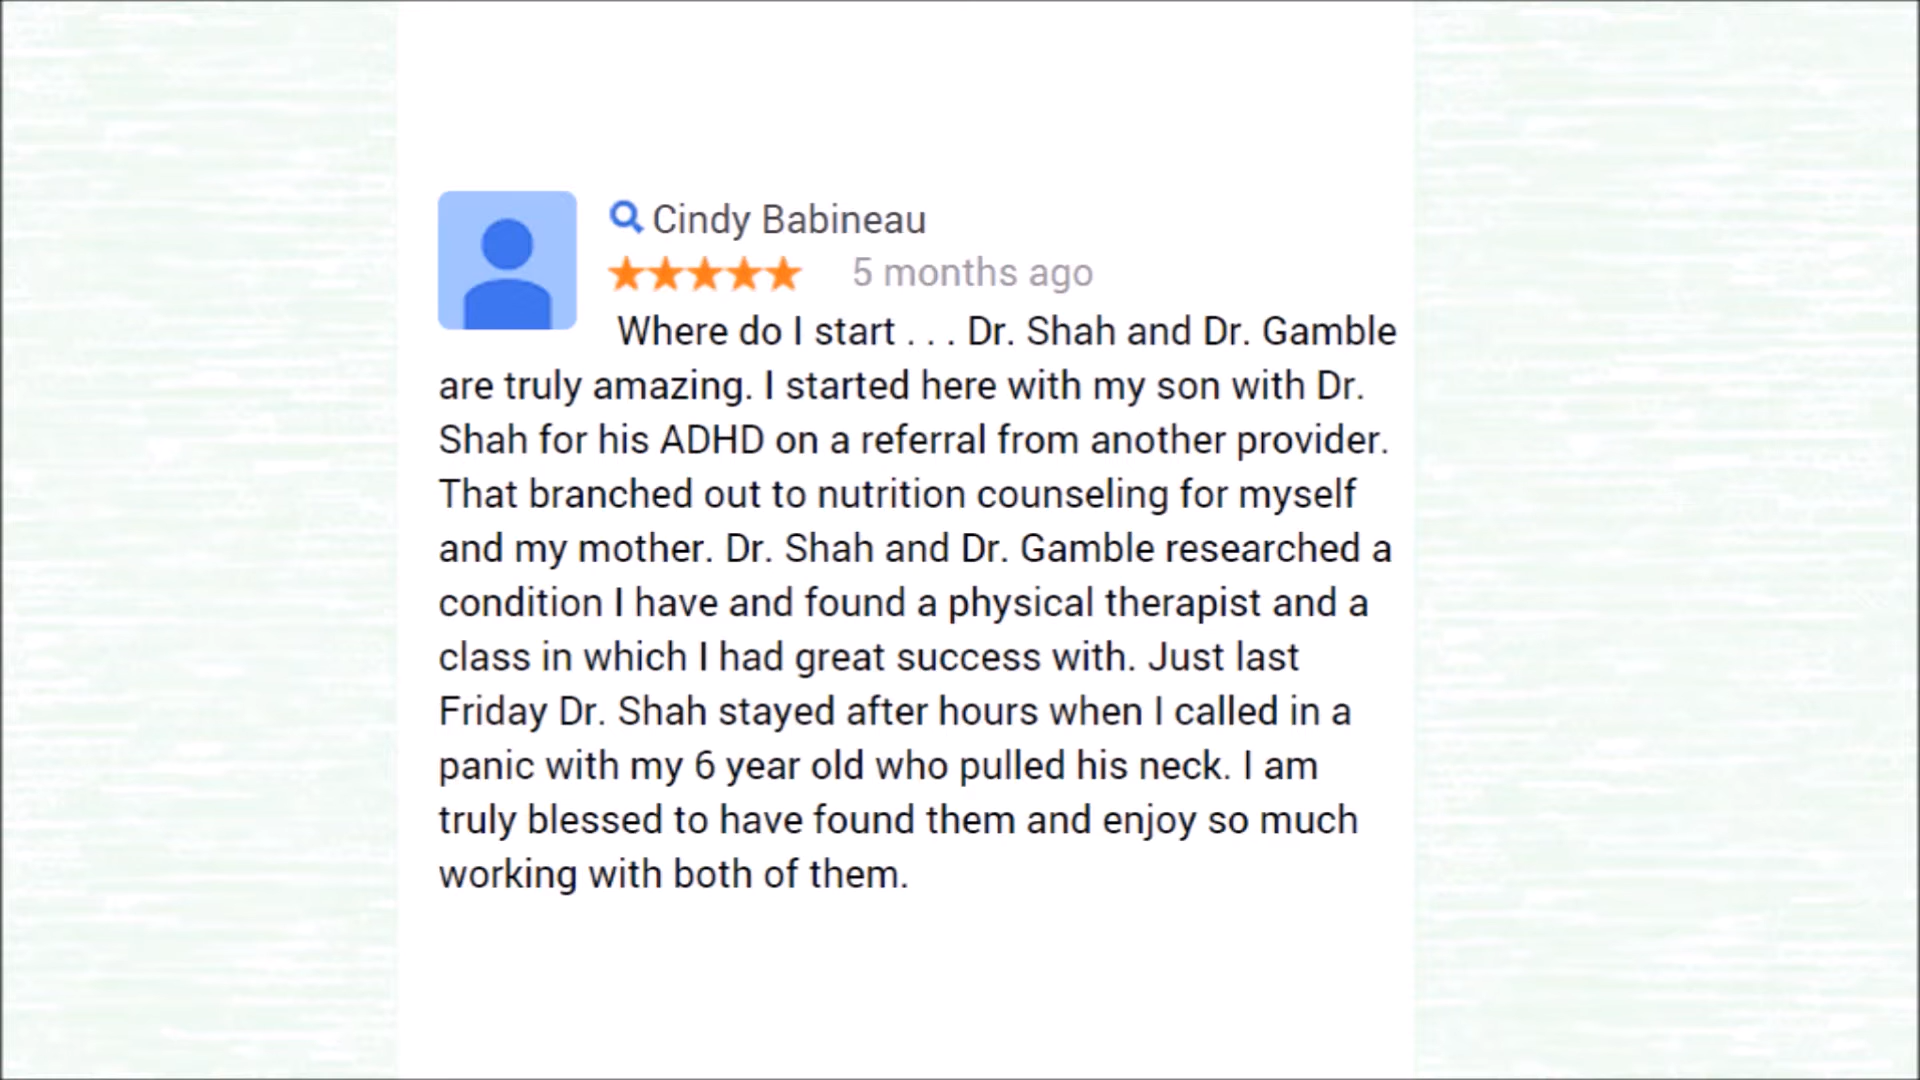 Cindy Babineau
5 months ago
Where do I start . . . Dr. Shah and Dr. Gamble
are truly amazing. I started here with my son with Dr.
Shah for his ADHD on a referral from another provider.
That branched out to nutrition counseling for myself
and my mother. Dr. Shah and Dr. Gamble researched a
condition I have and found a physical therapist and a
class in which I had great success with. Just last
Friday Dr. Shah stayed after hours when I called in a
panic with my 6 year old who pulled his neck. I am
truly blessed to have found them and enjoy so much
working with both of them.